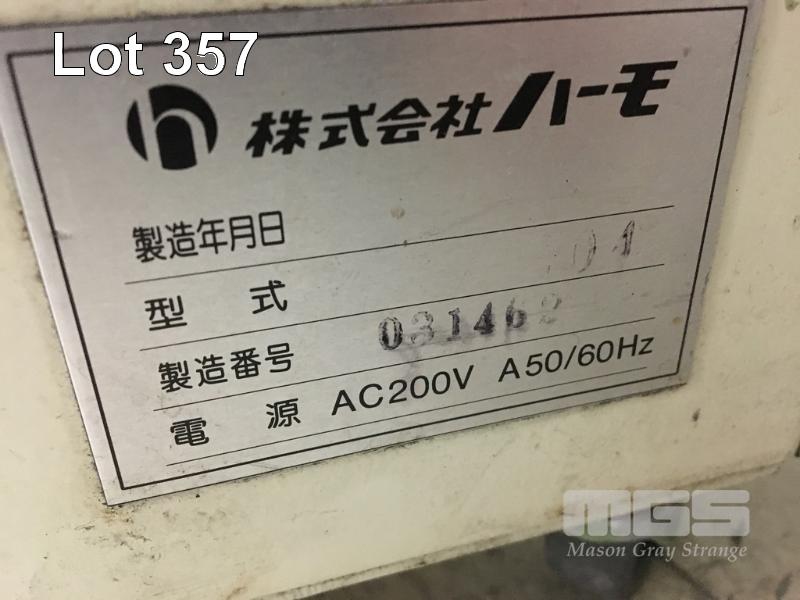 Lot 357
株式会社ハーモ
製造年月日
型 式
製造番号 031462
電 源 AC200V A50/60Hz
MGS
Mason Gray Strange